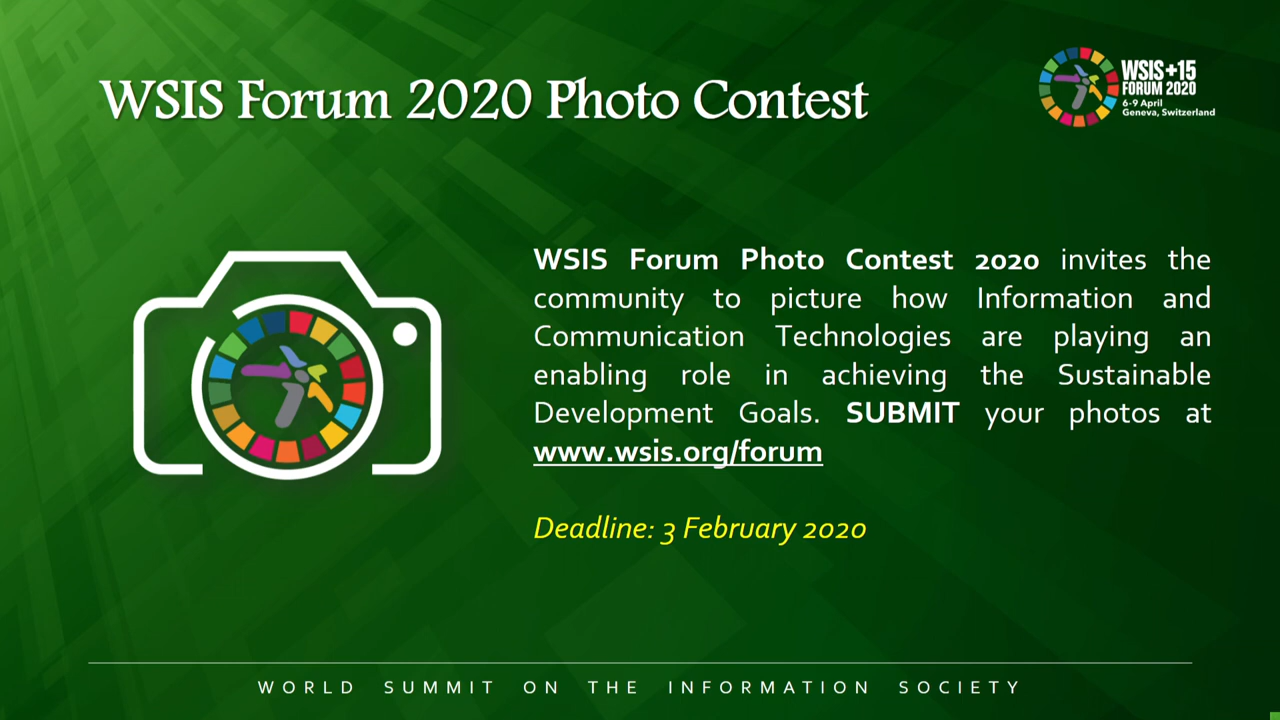 WSIS Forum 2020 Photo Contest
WSIS+15
FORUM 2020
6-9 April
Geneva, Switzerland
WSIS Forum Photo Contest 2020 invites the
community to picture how Information and
Communication Technologies are playing an
enabling role in achieving the Sustainable
Development Goals. SUBMIT your photos at
www.wsis.org/forum
Deadline: 3 February 2020
WORLD SUMMIT ON THE INFORMATION SOCIETY